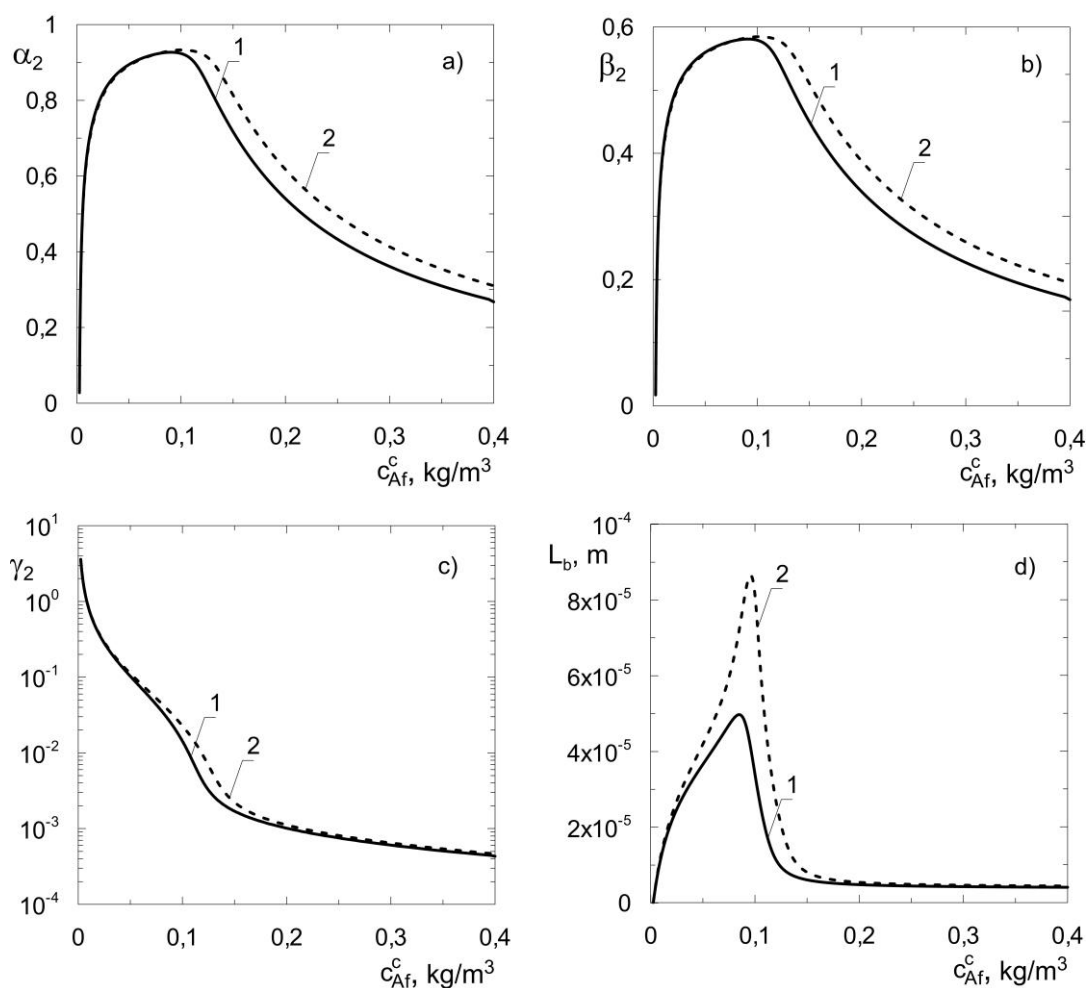 1
α₂
a)
1
0,8
2
0,6
0,4
0,2
0
0 0,1 0,2 0,3 0,4
c_Af^c, kg/m³
0,6
β₂
b)
1
0,4
2
0,2
0
0 0,1 0,2 0,3 0,4
c_Af^c, kg/m³
10¹
γ₂
c)
10⁰
10⁻¹
1
2
10⁻²
10⁻³
10⁻⁴
0 0,1 0,2 0,3 0,4
c_Af^c, kg/m³
10⁻⁴
L_b, m
d)
2
8x10⁻⁵
6x10⁻⁵
4x10⁻⁵
1
2x10⁻⁵
0
0 0,1 0,2 0,3 0,4
c_Af^c, kg/m³